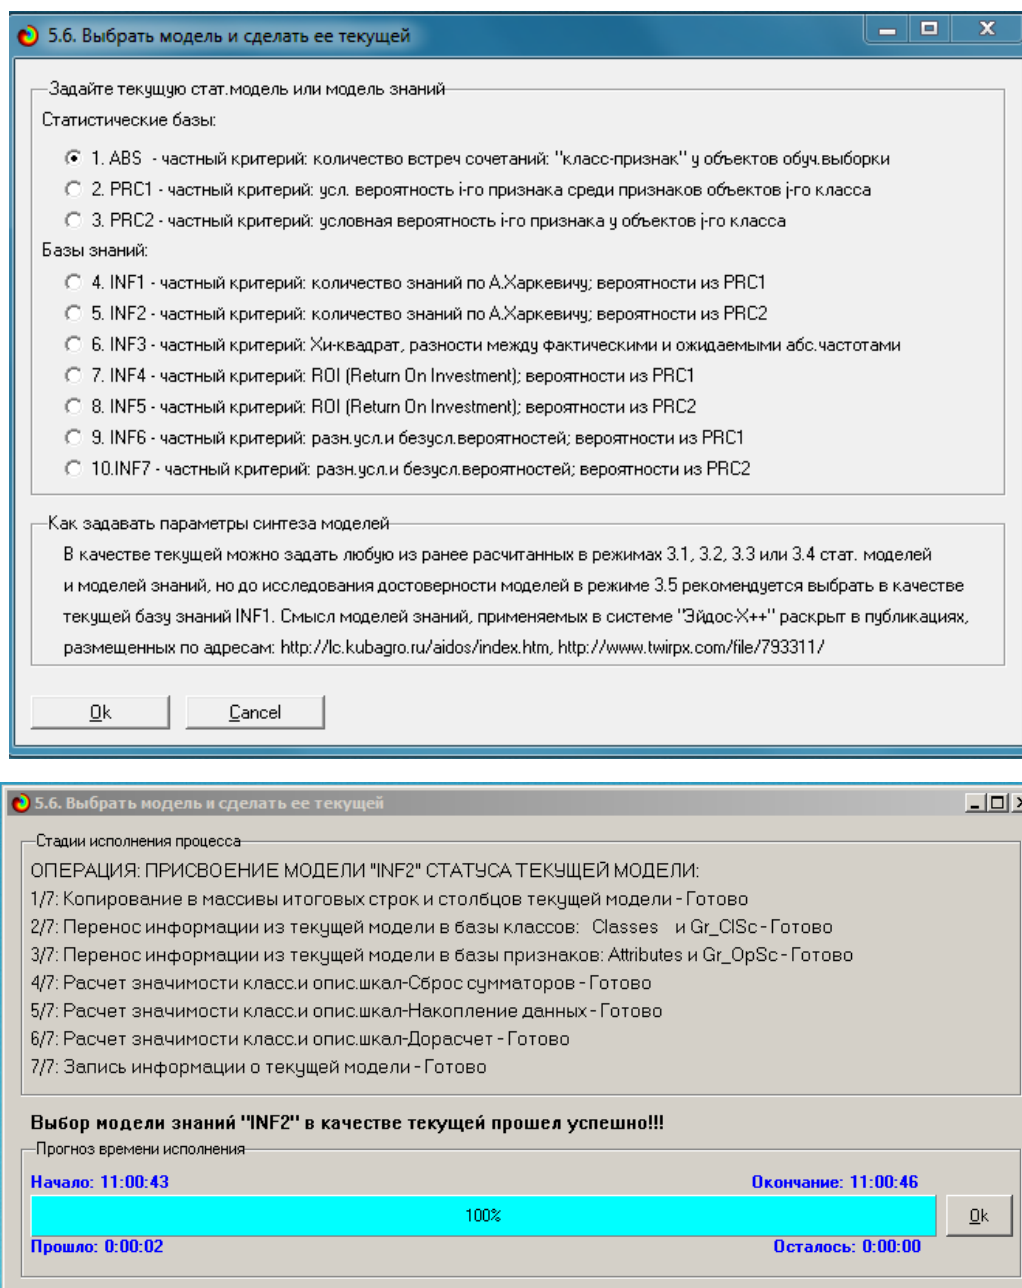 5.6. Выбрать модель и сделать ее текущей
Задайте текущую стат.модель или модель знаний
Статистические базы:
1. ABS - частный критерий: количество встреч сочетаний: "класс-признак" у объектов обуч.выборки
2. PRC1 - частный критерий: усл. вероятность i-го признака среди признаков объектов j-го класса
3. PRC2 - частный критерий: условная вероятность i-го признака у объектов j-го класса
Базы знаний:
4. INF1 - частный критерий: количество знаний по А.Харкевичу; вероятности из PRC1
5. INF2 - частный критерий: количество знаний по А.Харкевичу; вероятности из PRC2
6. INF3 - частный критерий: Хи-квадрат, разности между фактическими и ожидаемыми абс.частотами
7. INF4 - частный критерий: ROI (Return On Investment); вероятности из PRC1
8. INF5 - частный критерий: ROI (Return On Investment); вероятности из PRC2
9. INF6 - частный критерий: разн.усл.и безусл.вероятностей; вероятности из PRC1
10.INF7 - частный критерий: разн.усл.и безусл.вероятностей; вероятности из PRC2
Как задавать параметры синтеза моделей
В качестве текущей можно задать любую из ранее расчитанных в режимах 3.1, 3.2, 3.3 или 3.4 стат. моделей
и моделей знаний, но до исследования достоверности моделей в режиме 3.5 рекомендуется выбрать в качестве
текущей базу знаний INF1. Смысл моделей знаний, применяемых в системе "Эйдос-Х++" раскрыт в публикациях,
размещенных по адресам: http://lc.kubagro.ru/aidos/index.htm, http://www.twirpx.com/file/793311/
Ok Cancel
5.6. Выбрать модель и сделать ее текущей
Стадии исполнения процесса
ОПЕРАЦИЯ: ПРИСВОЕНИЕ МОДЕЛИ "INF2" СТАТУСА ТЕКУЩЕЙ МОДЕЛИ:
1/7: Копирование в массивы итоговых строк и столбцов текущей модели - Готово
2/7: Перенос информации из текущей модели в базы классов: Classes и Gr_ClSc - Готово
3/7: Перенос информации из текущей модели в базы признаков: Attributes и Gr_OpSc - Готово
4/7: Расчет значимости класс.и опис.шкал-Сброс сумматоров - Готово
5/7: Расчет значимости класс.и опис.шкал-Накопление данных - Готово
6/7: Расчет значимости класс.и опис.шкал-Дорасчет - Готово
7/7: Запись информации о текущей модели - Готово
Выбор модели знаний "INF2" в качестве текущей прошел успешно!!!
Прогноз времени исполнения
Начало: 11:00:43 Окончание: 11:00:46
100% Ok
Прошло: 0:00:02 Осталось: 0:00:00